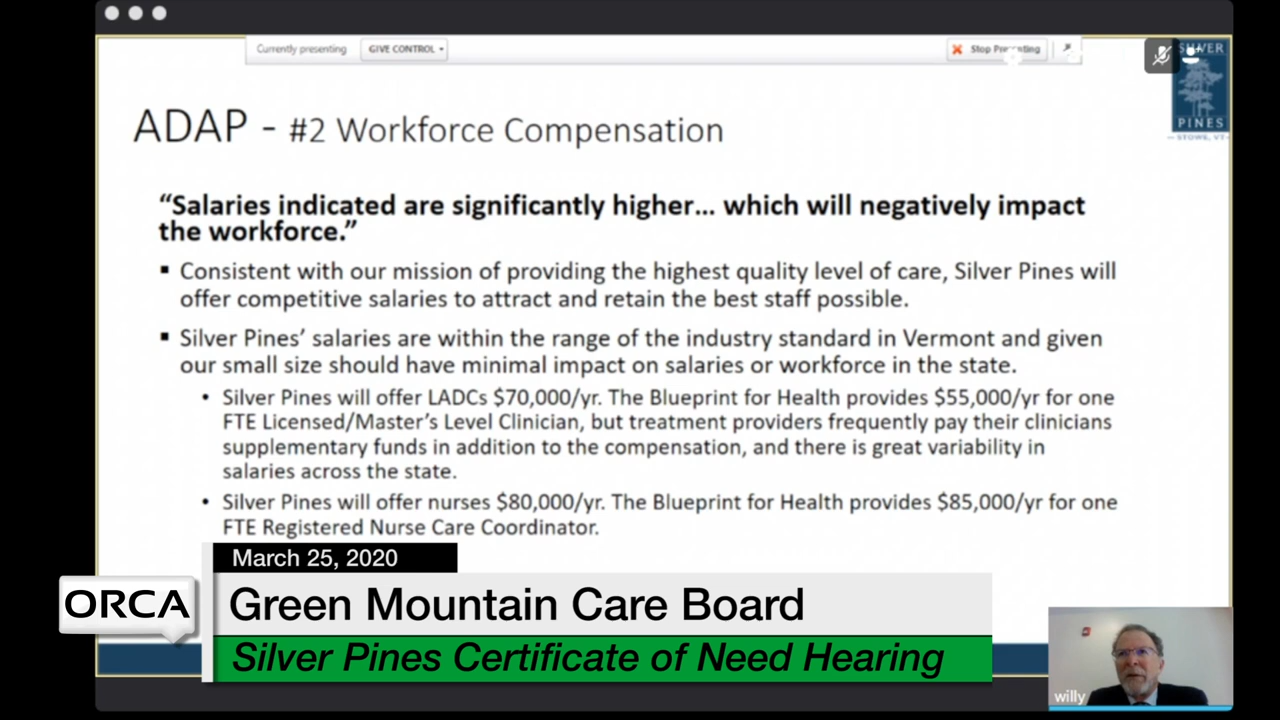 Currently presenting GIVE CONTROL Stop Presenting
SILVER
PINES
STOWE, VT
ADAP - #2 Workforce Compensation
“Salaries indicated are significantly higher… which will negatively impact
the workforce.”
▪ Consistent with our mission of providing the highest quality level of care, Silver Pines will
offer competitive salaries to attract and retain the best staff possible.
▪ Silver Pines’ salaries are within the range of the industry standard in Vermont and given
our small size should have minimal impact on salaries or workforce in the state.
• Silver Pines will offer LADCs $70,000/yr. The Blueprint for Health provides $55,000/yr for one
FTE Licensed/Master’s Level Clinician, but treatment providers frequently pay their clinicians
supplementary funds in addition to the compensation, and there is great variability in
salaries across the state.
• Silver Pines will offer nurses $80,000/yr. The Blueprint for Health provides $85,000/yr for one
FTE Registered Nurse Care Coordinator.
March 25, 2020
ORCA
Green Mountain Care Board
Silver Pines Certificate of Need Hearing
willy